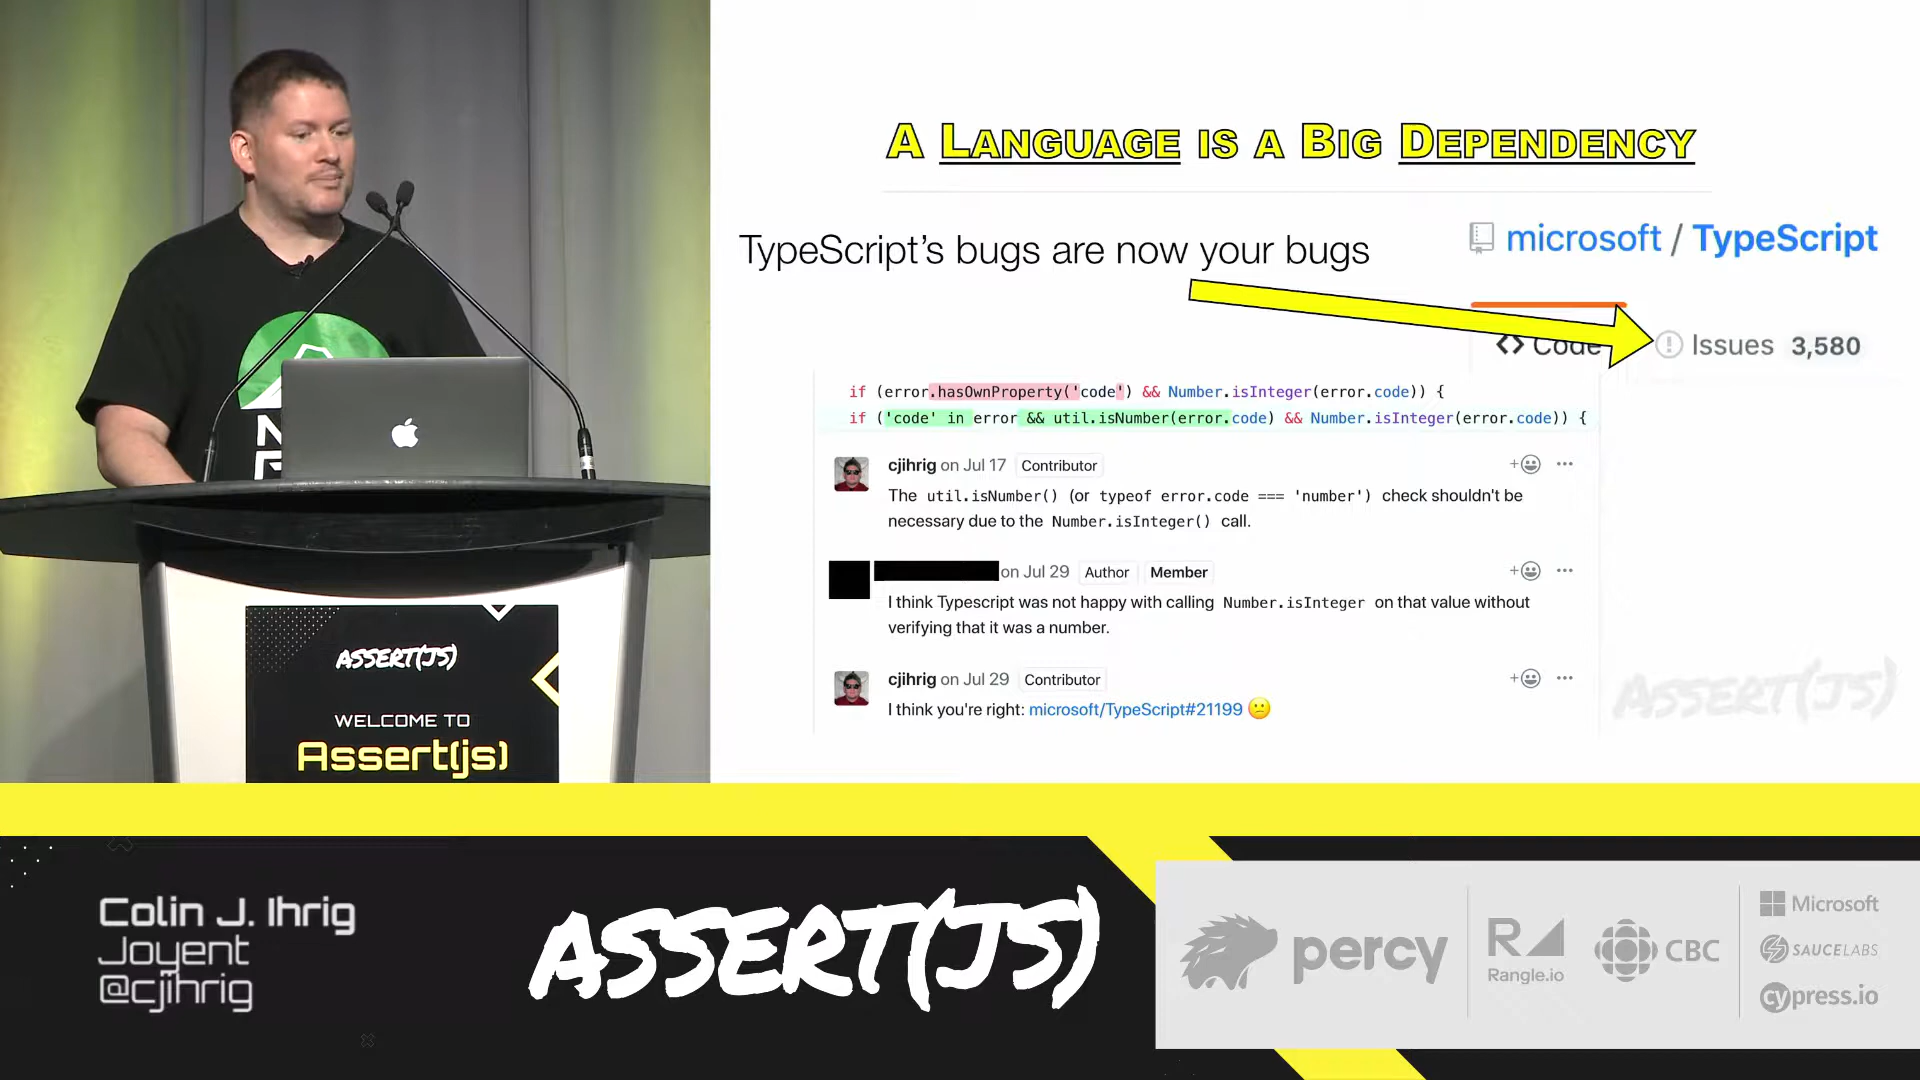 A LANGUAGE IS A BIG DEPENDENCY
TypeScript's bugs are now your bugs
microsoft / TypeScript
<> Code
Issues 3,580
if (error.hasOwnProperty('code') && Number.isInteger(error.code)) {
if ('code' in error && util.isNumber(error.code) && Number.isInteger(error.code)) {
cjihrig on Jul 17 Contributor
The util.isNumber() (or typeof error.code === 'number') check shouldn't be
necessary due to the Number.isInteger() call.
on Jul 29 Author Member
I think Typescript was not happy with calling Number.isInteger on that value without
verifying that it was a number.
cjihrig on Jul 29 Contributor
I think you're right: microsoft/TypeScript#21199 😕
ASSERT(JS)
N
ASSERT(JS)
WELCOME TO
Assert(js)
Colin J. Ihrig
Joyent
@cjihrig
ASSERT(JS)
percy
Rangle.io
CBC
Microsoft
SAUCELABS
cypress.io